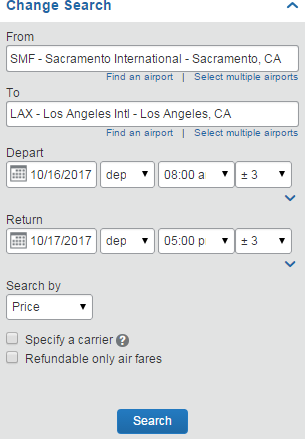 Change Search
From
SMF - Sacramento International - Sacramento, CA
Find an airport | Select multiple airports
To
LAX - Los Angeles Intl - Los Angeles, CA
Find an airport | Select multiple airports
Depart
10/16/2017 dep 08:00 a ± 3
Return
10/17/2017 dep 05:00 p ± 3
Search by
Price
Specify a carrier ?
Refundable only air fares
Search